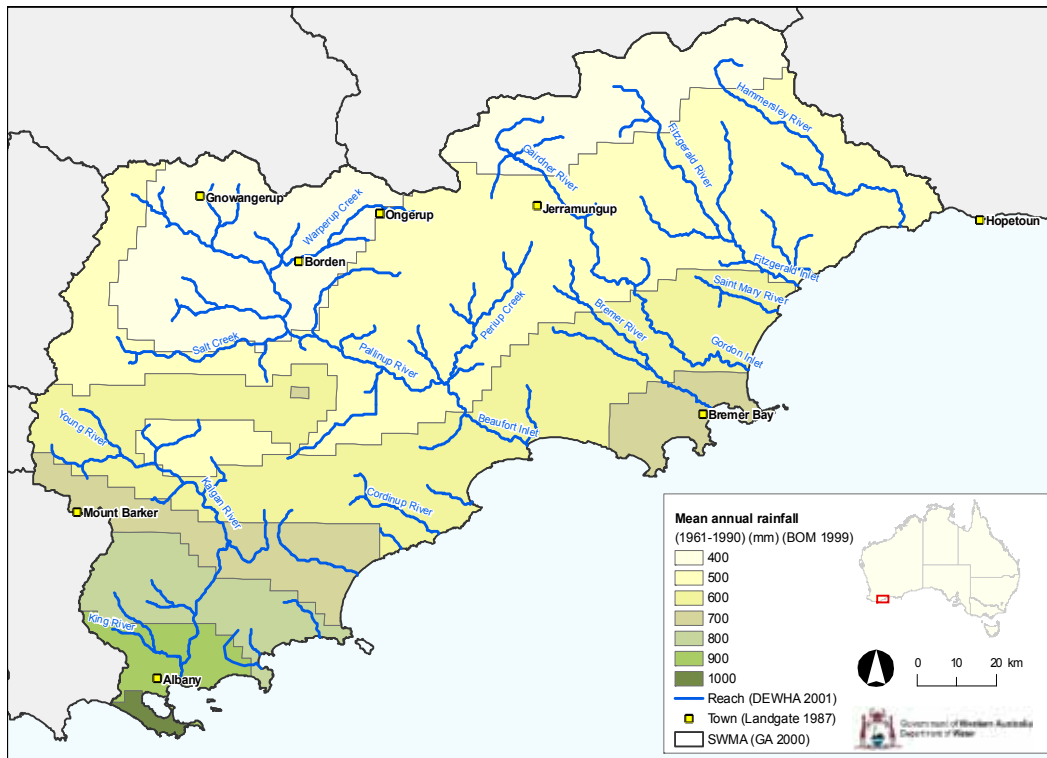 Hammersley River
Fitzgerald River
Gairdner River
Gnowangerup
Warperup Creek
Ongerup
Jerramungup
Hopetoun
Borden
Fitzgerald Inlet
Saint Mary River
Periup Creek
Bremer River
Salt Creek
Pallinup River
Gordon Inlet
Bremer Bay
Young River
Beaufort Inlet
Kalgan River
Cordinup River
Mount Barker
King River
Albany
Mean annual rainfall
(1961-1990) (mm) (BOM 1999)
400
500
600
700
800
900
1000
Reach (DEWHA 2001)
Town (Landgate 1987)
SWMA (GA 2000)
0 10 20 km
Government of Western Australia
Department of Water